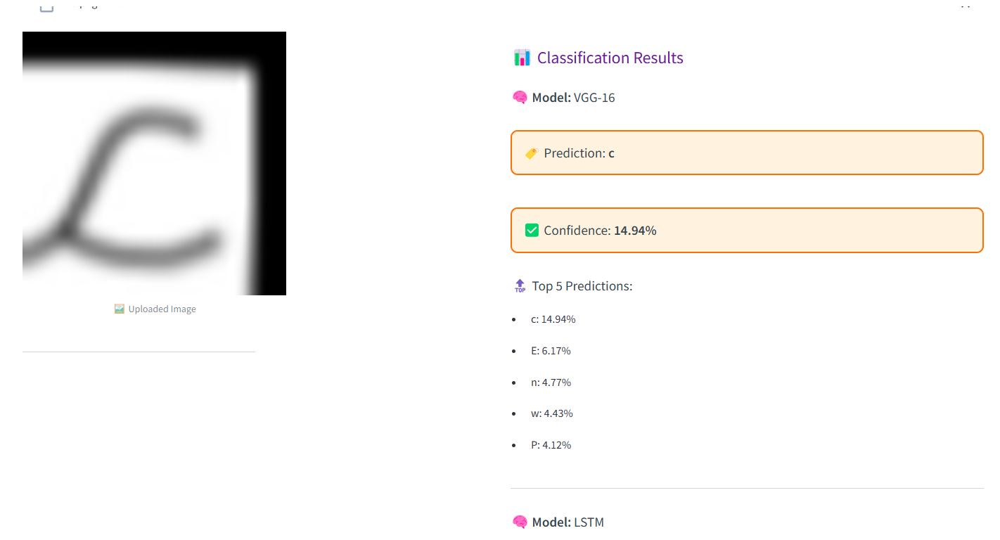 Classification Results
Model: VGG-16
Prediction: c
Confidence: 14.94%
TOP
Top 5 Predictions:
c: 14.94%
E: 6.17%
n: 4.77%
w: 4.43%
P: 4.12%
Model: LSTM
c
Uploaded Image